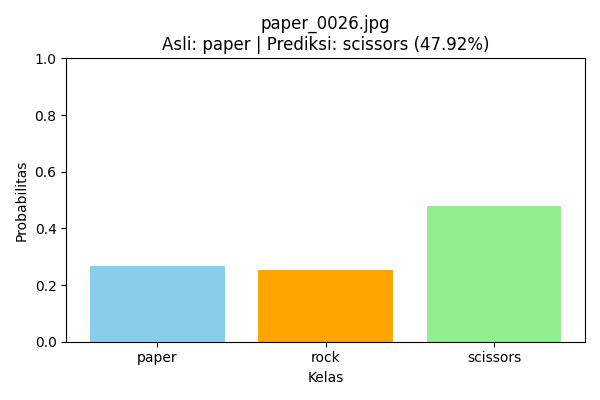 paper_0026.jpg
Asli: paper | Prediksi: scissors (47.92%)
1.0
0.8
0.6
0.4
0.2
0.0
Probabilitas
paper rock scissors
Kelas